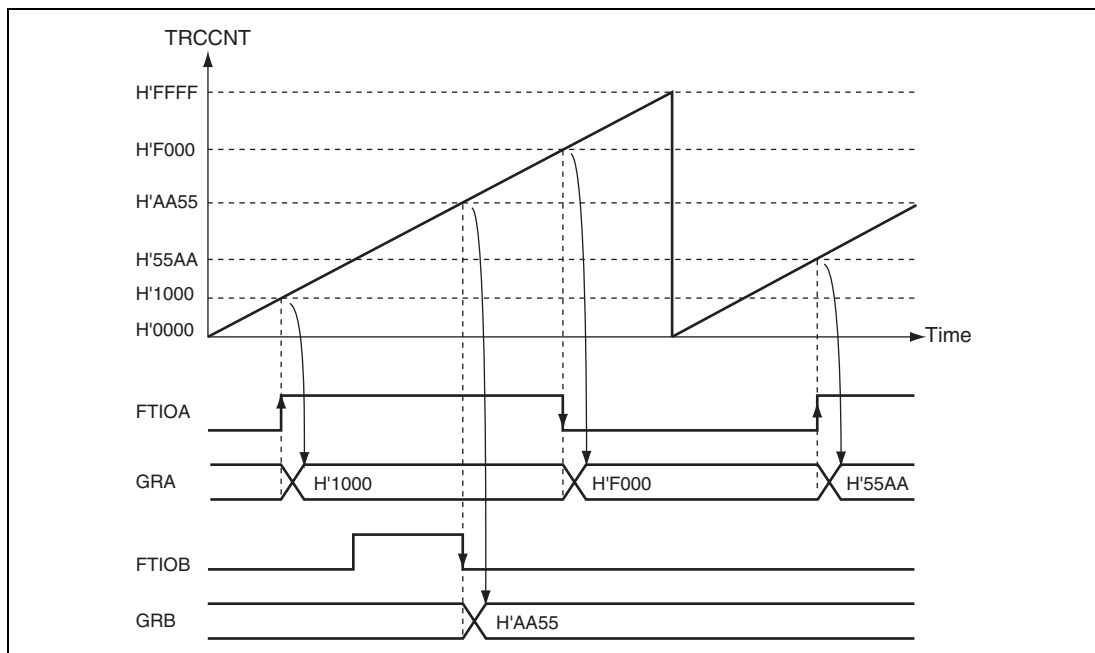 TRCCNT
H'FFFF
H'F000
H'AA55
H'55AA
H'1000
H'0000
Time
FTIOA
GRA
H'1000
H'F000
H'55AA
FTIOB
GRB
H'AA55